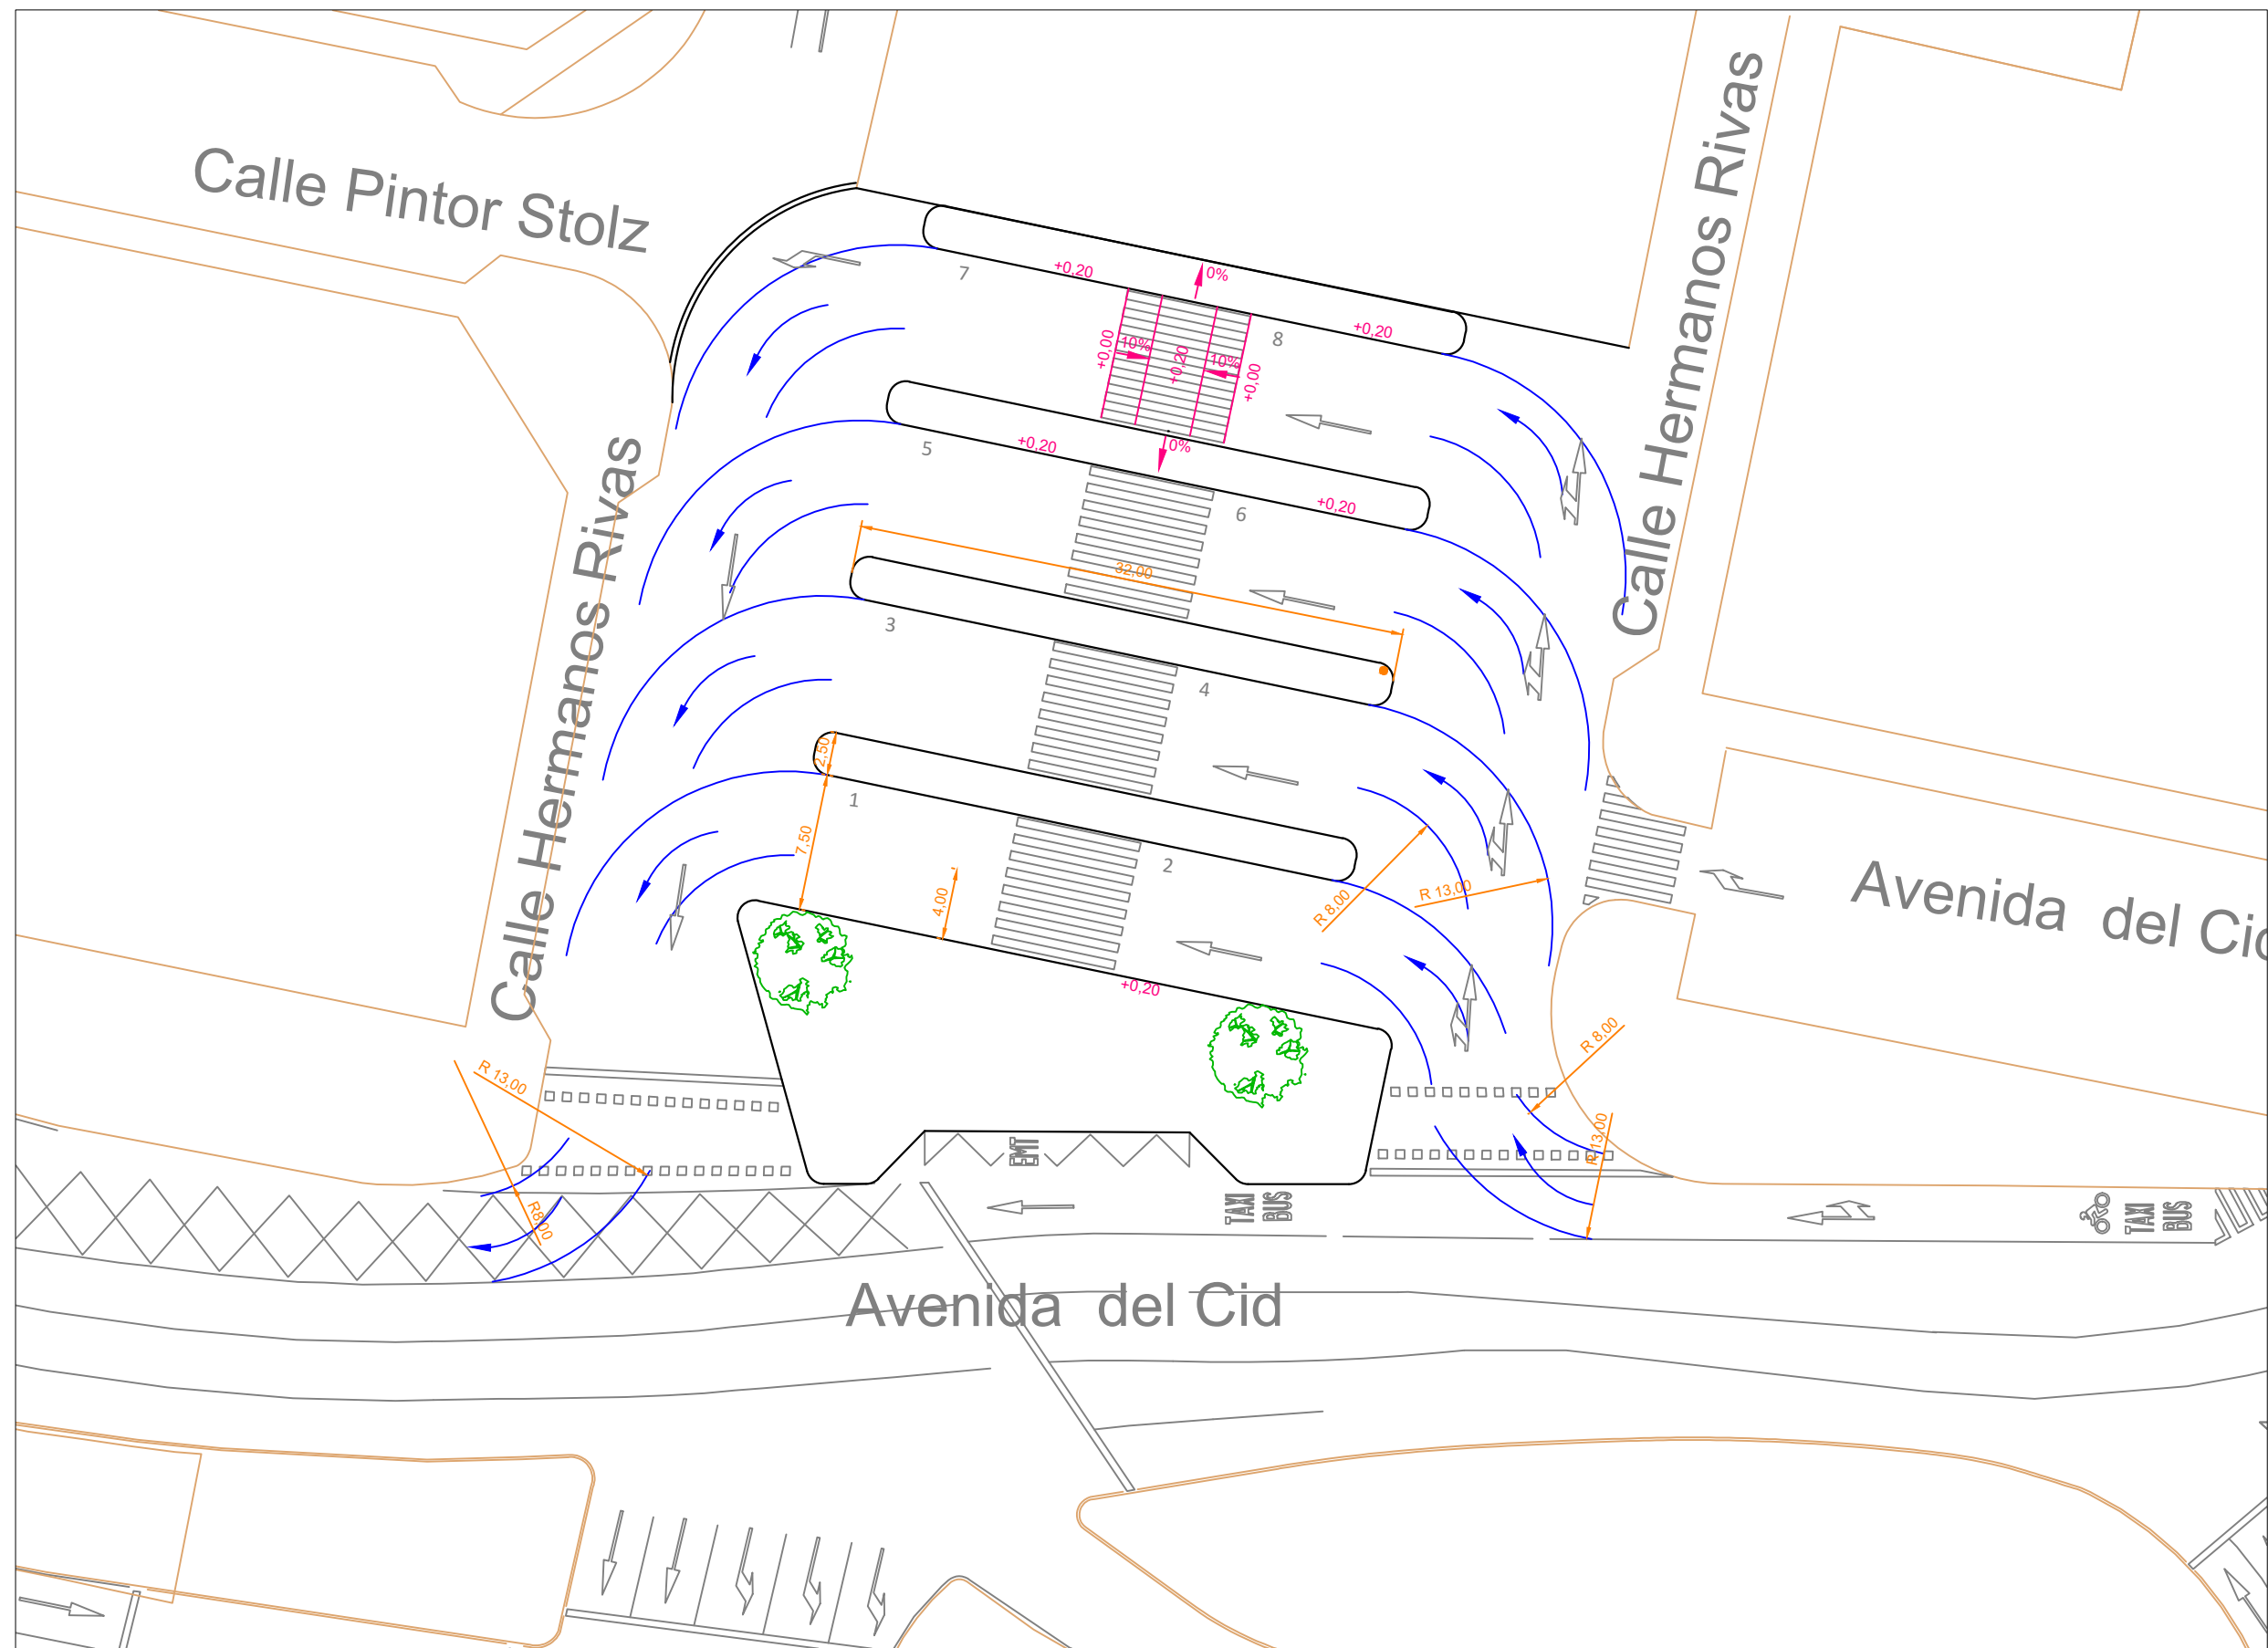 Calle Pintor Stolz
Calle Hermanos Rivas
7
+0,20
0%
8
+0,20
+0,00
10%
+0,20
10%
+0,00
5
+0,20
0%
6
+0,20
Calle Hermanos Rivas
32,00
3
4
2,50
1
7,50
2
4,00
R 8,00
R 13,00
Avenida del Cid
+0,20
R 8,00
R 13,00
R 13,00
R8,00
EMT
TAXI
BUS
TAXI
BUS
Avenida del Cid